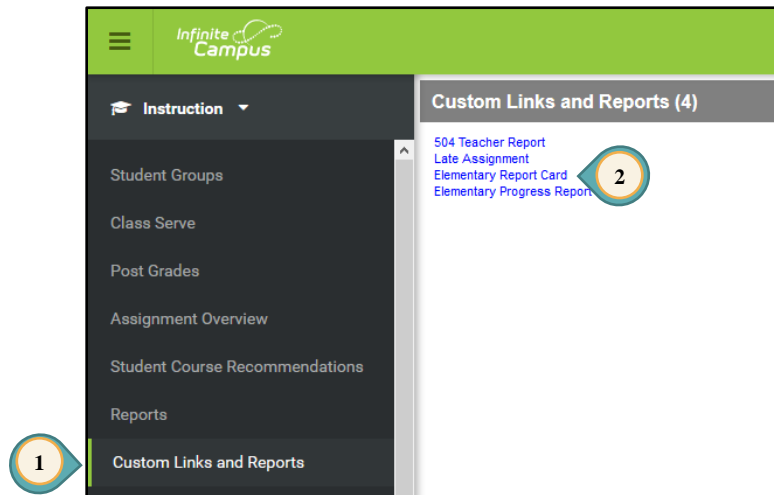 Infinite
Campus
Instruction
Student Groups
Class Serve
Post Grades
Assignment Overview
Student Course Recommendations
Reports
1
Custom Links and Reports
Custom Links and Reports (4)
504 Teacher Report
Late Assignment
Elementary Report Card
2
Elementary Progress Report